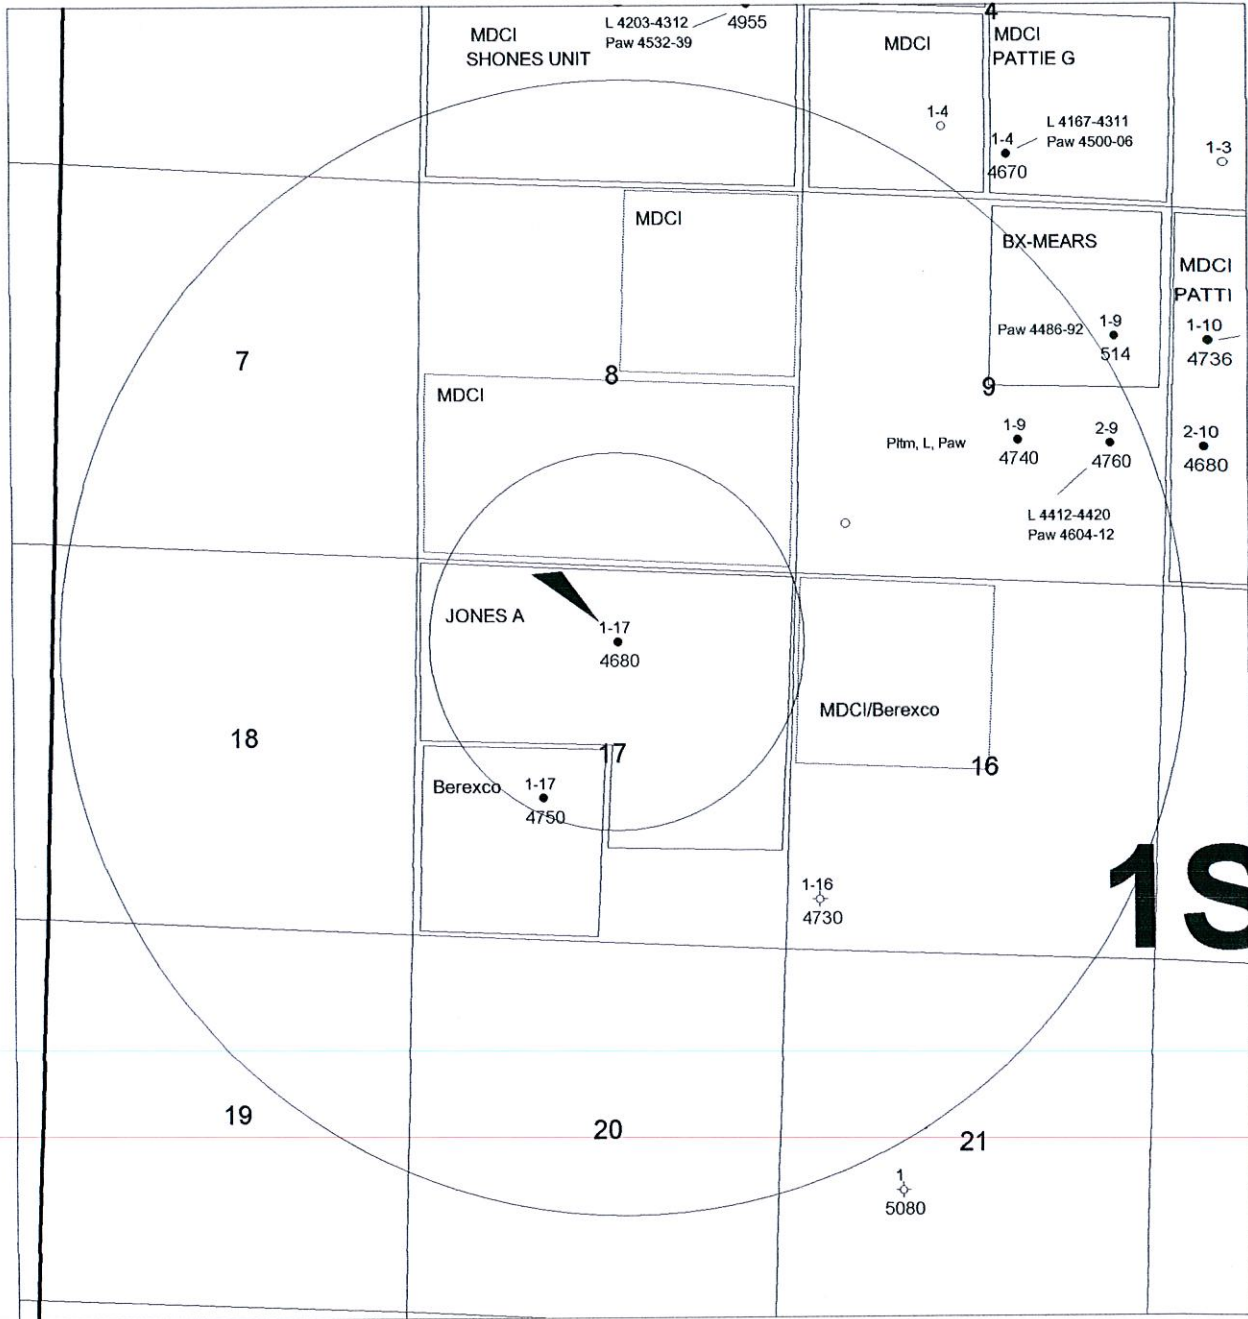 L 4203-4312
4955
Paw 4532-39
MDCI
SHONES UNIT
4
MDCI
MDCI
PATTIE G
1-4
L 4167-4311
Paw 4500-06
1-4
4670
1-3
MDCI
BX-MEARS
MDCI
PATTI
Paw 4486-92
1-9
514
1-10
4736
7
8
9
MDCI
Pltm, L, Paw
1-9
4740
2-9
4760
2-10
4680
L 4412-4420
Paw 4604-12
JONES A
1-17
4680
MDCI/Berexco
18
17
16
Berexco
1-17
4750
1-16
4730
1S
19
20
21
1
5080